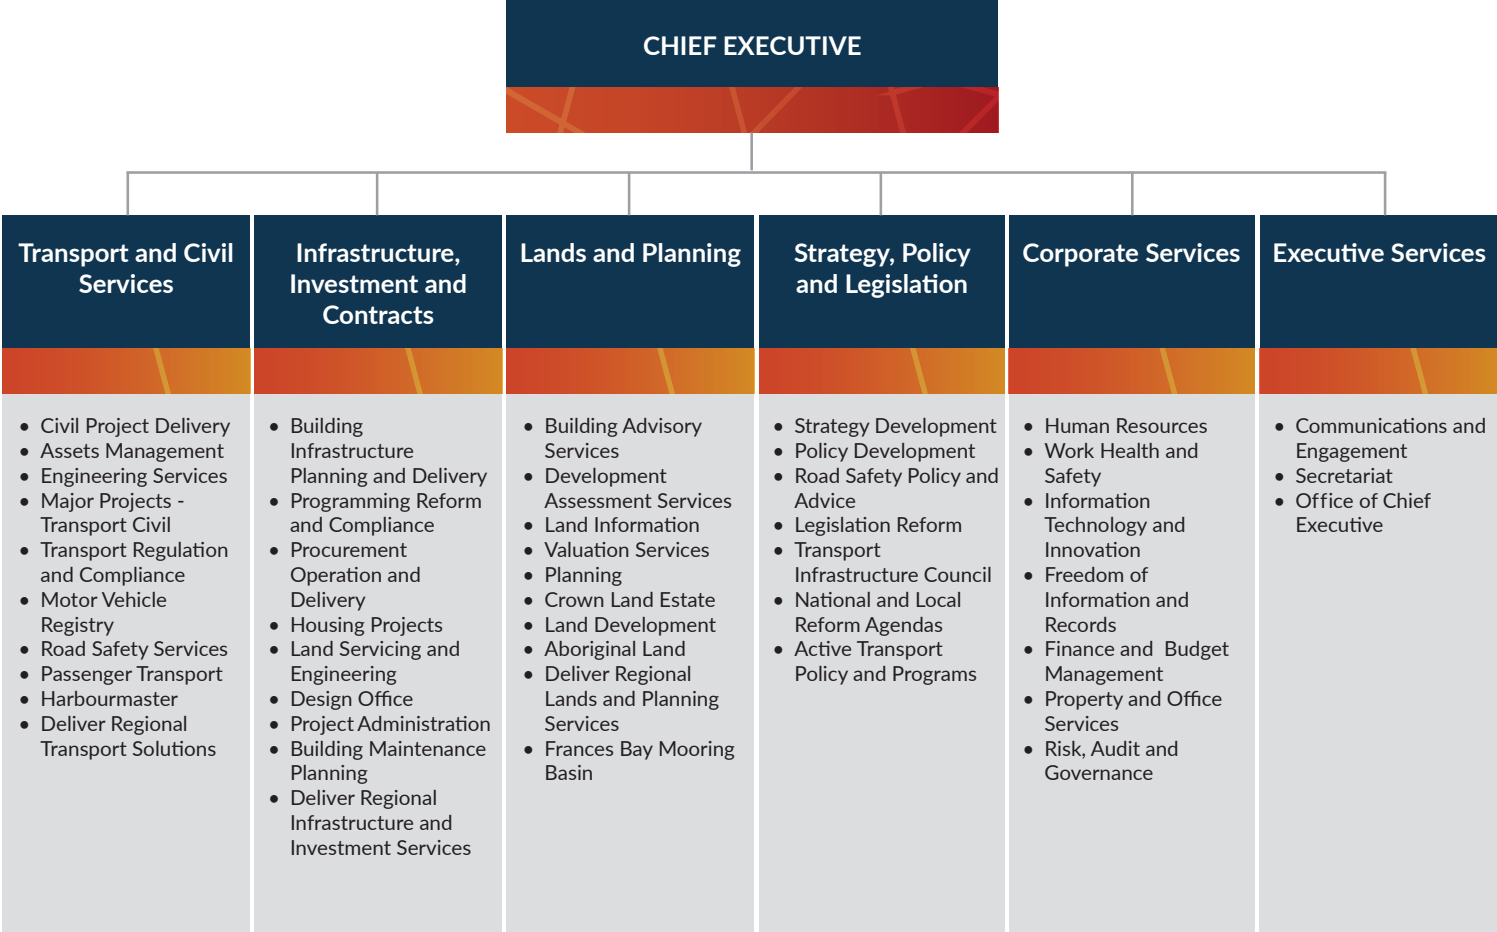 CHIEF EXECUTIVE
Transport and Civil
Services
• Civil Project Delivery
• Assets Management
• Engineering Services
• Major Projects -
Transport Civil
• Transport Regulation
and Compliance
• Motor Vehicle
Registry
• Road Safety Services
• Passenger Transport
• Harbourmaster
• Deliver Regional
Transport Solutions
Infrastructure,
Investment and
Contracts
• Building
Infrastructure
Planning and Delivery
• Programming Reform
and Compliance
• Procurement
Operation and
Delivery
• Housing Projects
• Land Servicing and
Engineering
• Design Office
• Project Administration
• Building Maintenance
Planning
• Deliver Regional
Infrastructure and
Investment Services
Lands and Planning
• Building Advisory
Services
• Development
Assessment Services
• Land Information
• Valuation Services
• Planning
• Crown Land Estate
• Land Development
• Aboriginal Land
• Deliver Regional
Lands and Planning
Services
• Frances Bay Mooring
Basin
Strategy, Policy
and Legislation
• Strategy Development
• Policy Development
• Road Safety Policy and
Advice
• Legislation Reform
• Transport
Infrastructure Council
• National and Local
Reform Agendas
• Active Transport
Policy and Programs
Corporate Services
• Human Resources
• Work Health and
Safety
• Information
Technology and
Innovation
• Freedom of
Information and
Records
• Finance and  Budget
Management
• Property and Office
Services
• Risk, Audit and
Governance
Executive Services
• Communications and
Engagement
• Secretariat
• Office of Chief
Executive